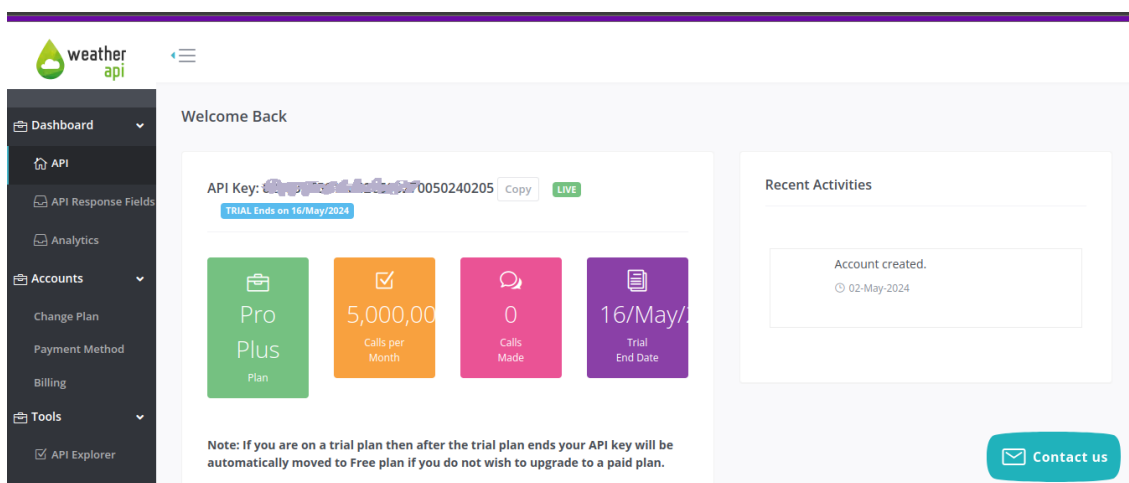 weather
api
Dashboard
API
API Response Fields
Analytics
Accounts
Change Plan
Payment Method
Billing
Tools
API Explorer
Welcome Back
API Key: 0050240205 Copy LIVE
TRIAL Ends on 16/May/2024
Pro
Plus
Plan
5,000,00
Calls per
Month
0
Calls
Made
16/May/
Trial
End Date
Note: If you are on a trial plan then after the trial plan ends your API key will be
automatically moved to Free plan if you do not wish to upgrade to a paid plan.
Recent Activities
Account created.
02-May-2024
Contact us